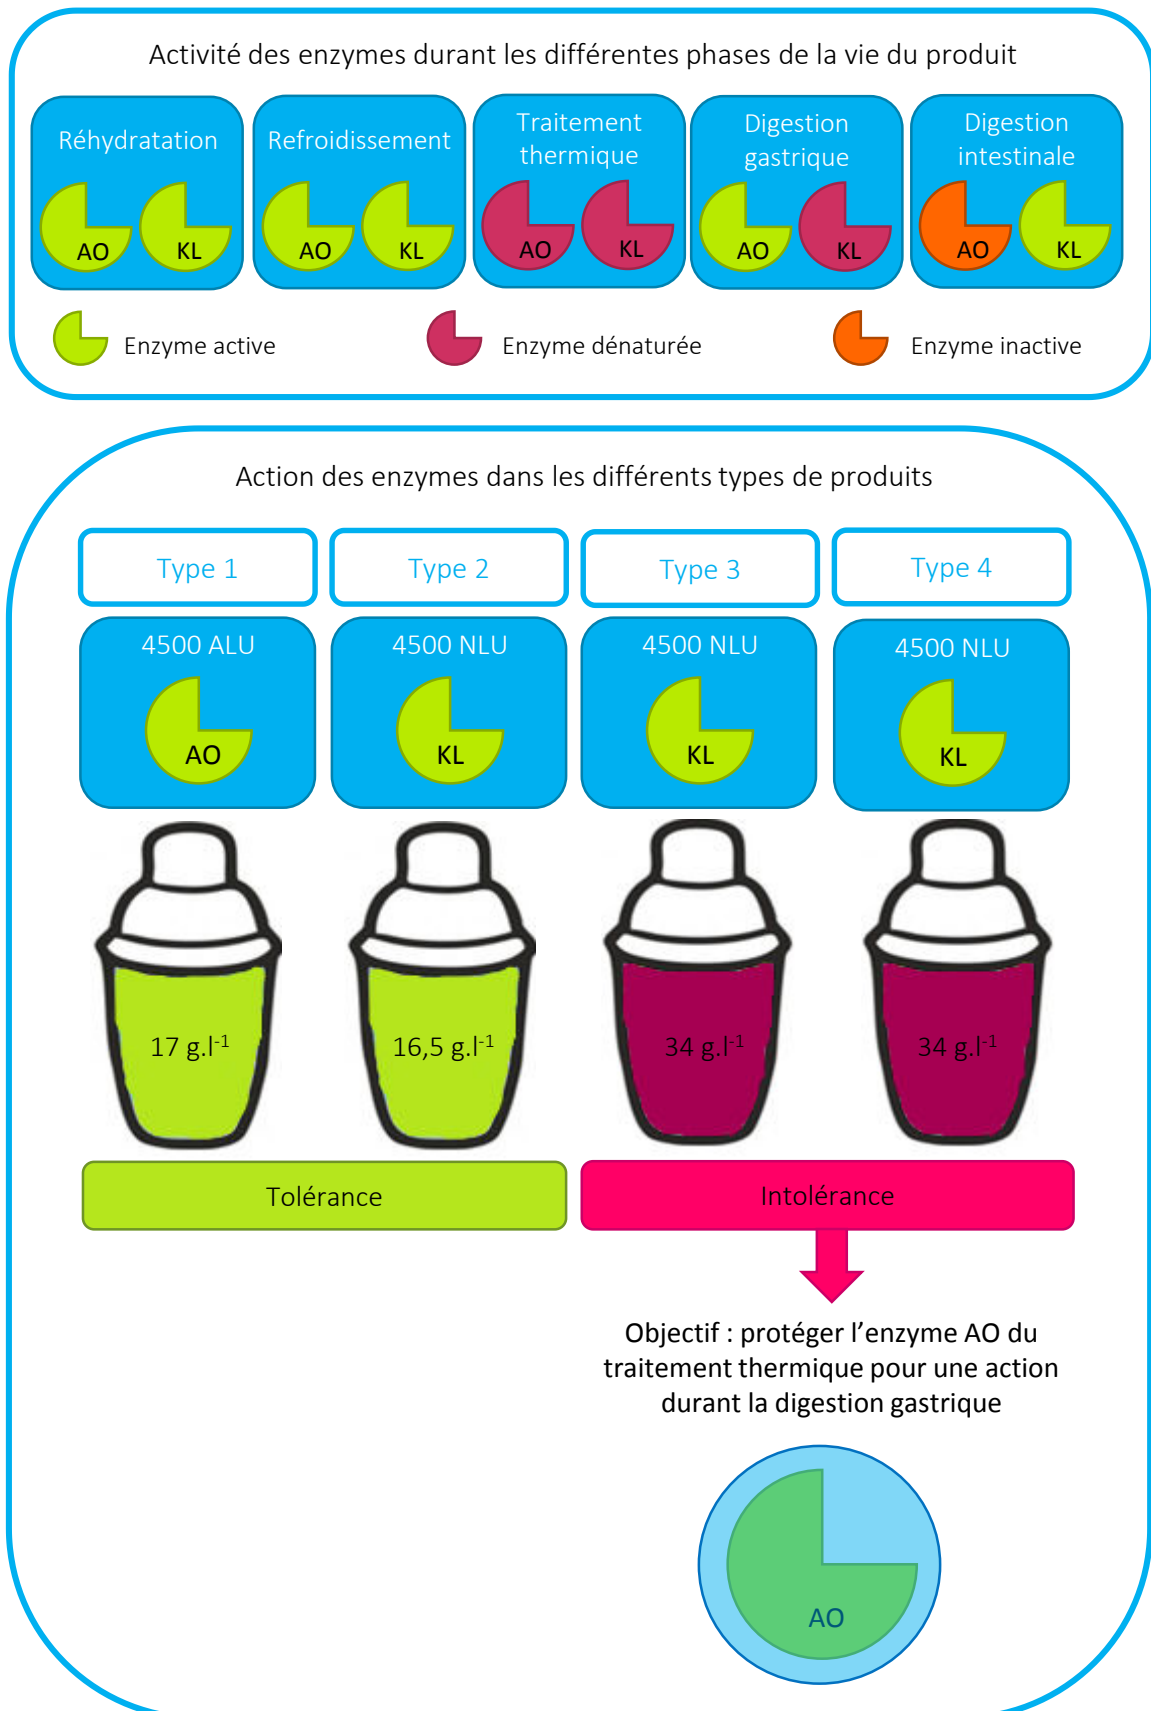 Activité des enzymes durant les différentes phases de la vie du produit
Réhydratation
AO KL
Refroidissement
AO KL
Traitement
thermique
AO KL
Digestion
gastrique
AO KL
Digestion
intestinale
AO KL
Enzyme active
Enzyme dénaturée
Enzyme inactive
Action des enzymes dans les différents types de produits
Type 1
Type 2
Type 3
Type 4
4500 ALU
AO
4500 NLU
KL
4500 NLU
KL
4500 NLU
KL
17 g.l⁻¹
16,5 g.l⁻¹
34 g.l⁻¹
34 g.l⁻¹
Tolérance
Intolérance
Objectif : protéger l’enzyme AO du
traitement thermique pour une action
durant la digestion gastrique
AO